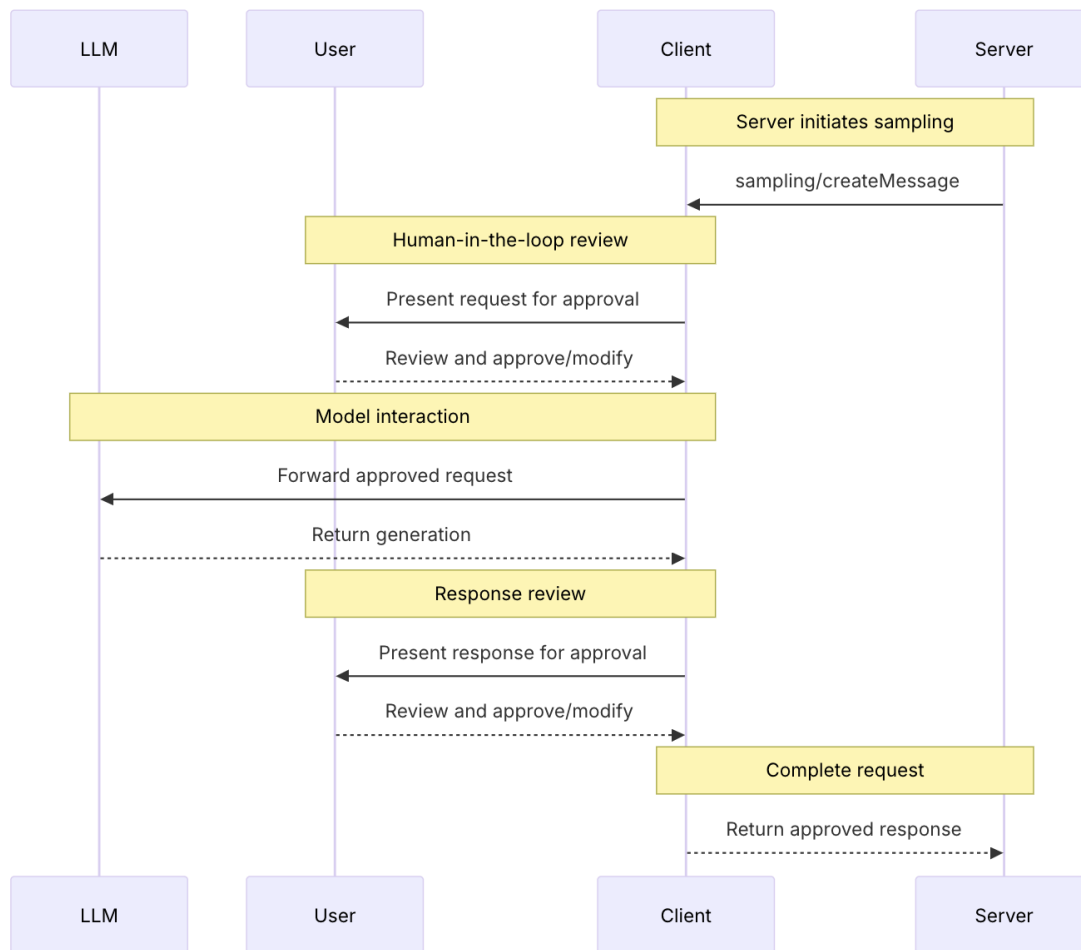 LLM
User
Client
Server
Server initiates sampling
sampling/createMessage
Human-in-the-loop review
Present request for approval
Review and approve/modify
Model interaction
Forward approved request
Return generation
Response review
Present response for approval
Review and approve/modify
Complete request
Return approved response
LLM
User
Client
Server